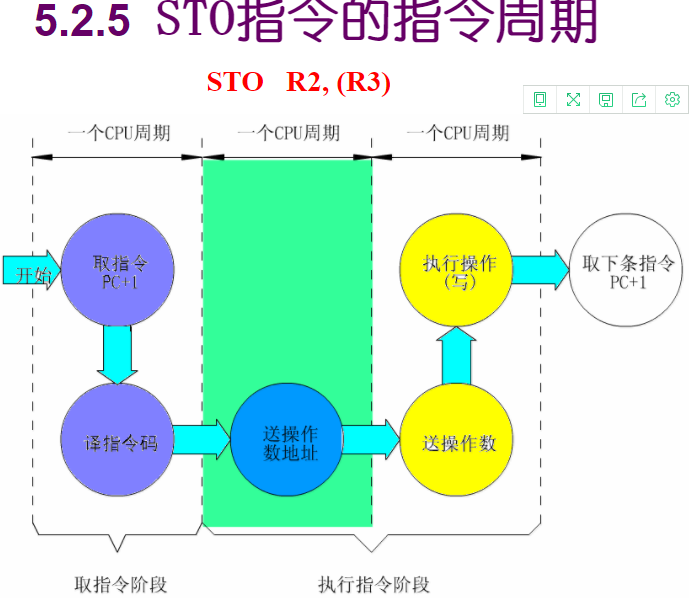 5.2.5 STO指令的指令周期
STO R2, (R3)
一个CPU周期
一个CPU周期
一个CPU周期
开始
取指令
PC+1
执行操作
(写)
取下条指令
PC+1
译指令码
送操作
数地址
送操作数
取指令阶段
执行指令阶段